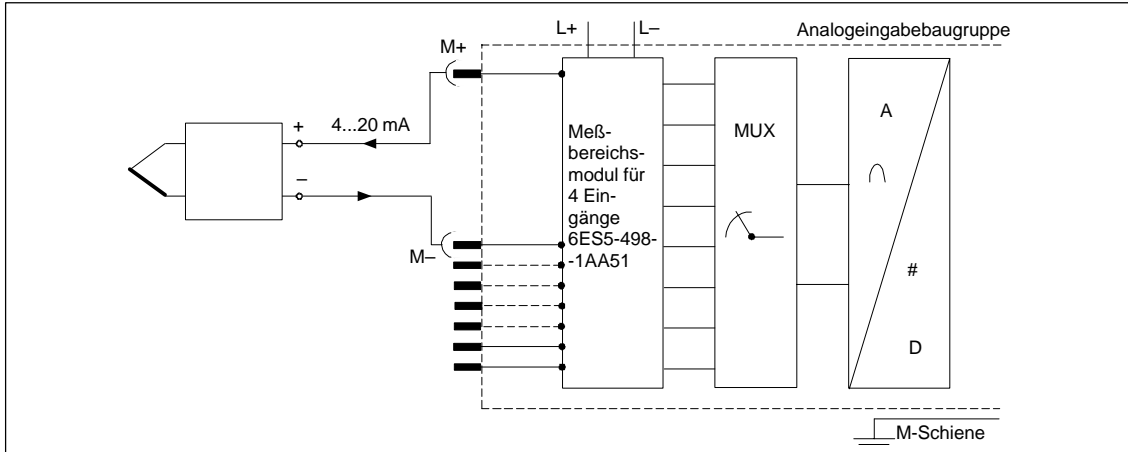 L+
L–
Analogeingabebaugruppe
M+
+
4...20 mA
–
M–
Meß-
bereichs-
modul für
4 Ein-
gänge
6ES5-498-
-1AA51
MUX
A
#
D
M-Schiene